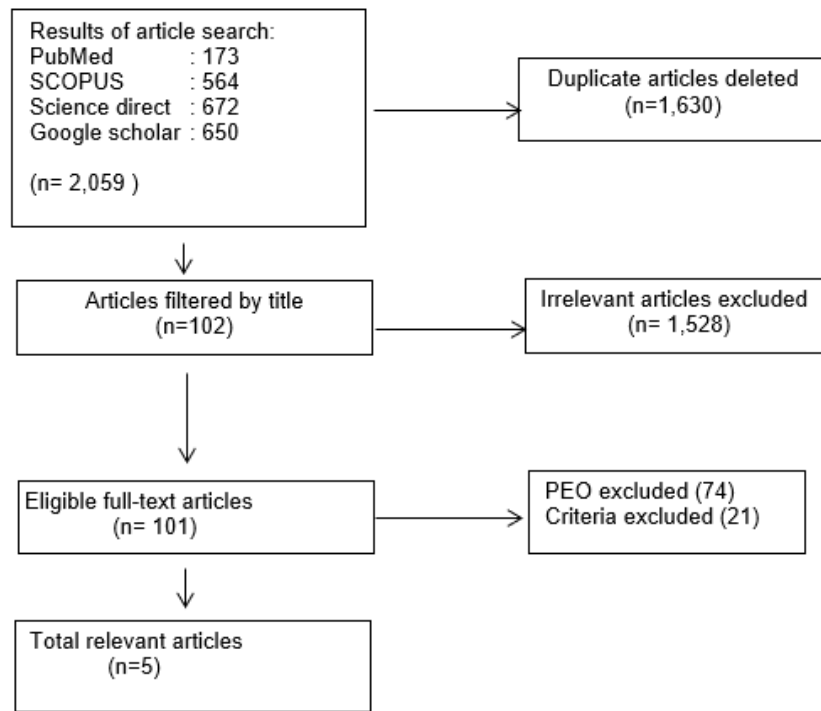 Results of article search:
PubMed : 173
SCOPUS : 564
Science direct : 672
Google scholar : 650
(n= 2,059 )
Duplicate articles deleted
(n=1,630)
Articles filtered by title
(n=102)
Irrelevant articles excluded
(n= 1,528)
Eligible full-text articles
(n= 101)
PEO excluded (74)
Criteria excluded (21)
Total relevant articles
(n=5)